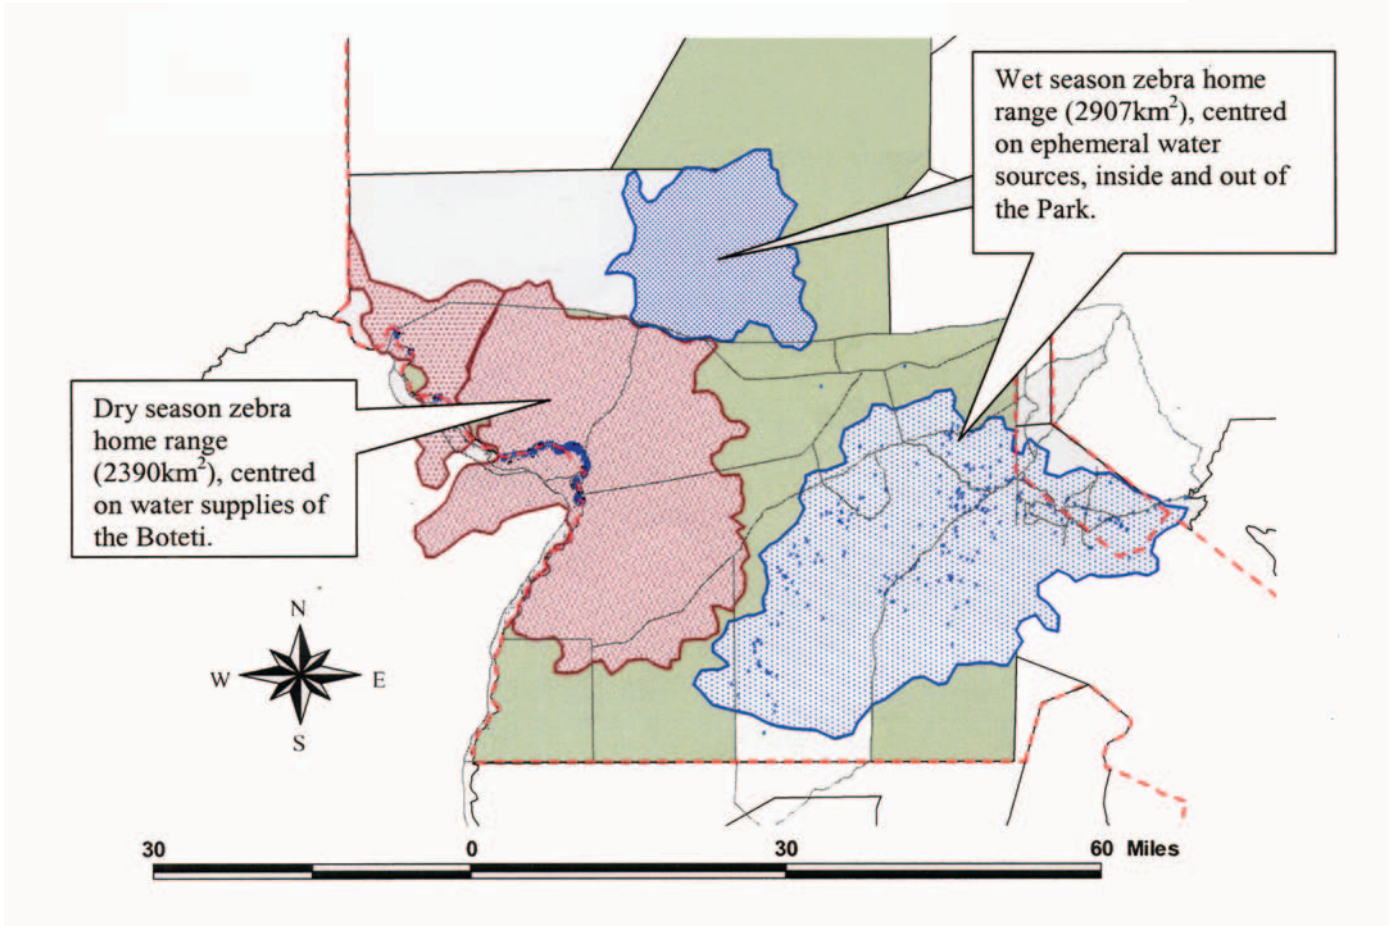 Wet season zebra home
range (2907km²), centred
on ephemeral water
sources, inside and out of
the Park.
Dry season zebra
home range
(2390km²), centred
on water supplies of
the Boteti.
N
W E
S
30 0 30 60 Miles